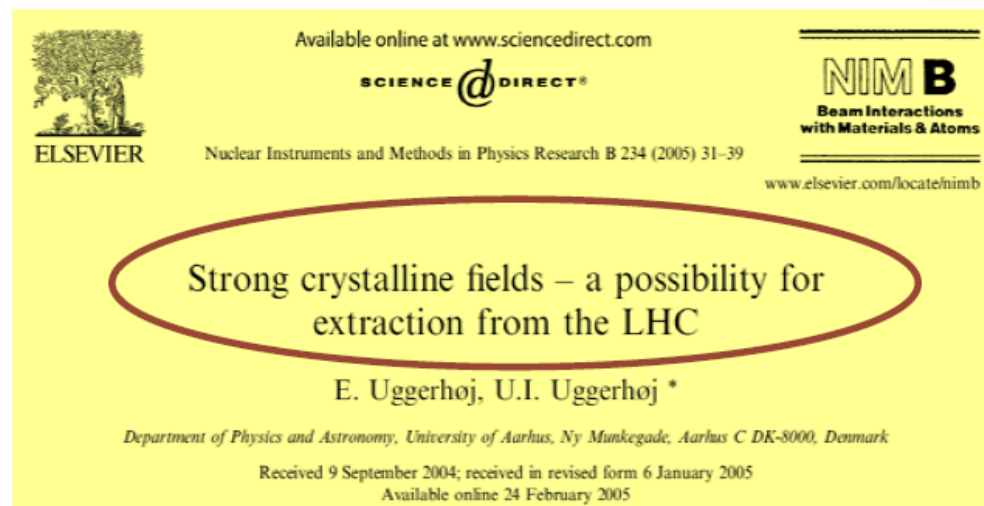 Available online at www.sciencedirect.com
SCIENCE @ DIRECT®
NIM B
Beam Interactions
with Materials & Atoms
ELSEVIER
Nuclear Instruments and Methods in Physics Research B 234 (2005) 31–39
www.elsevier.com/locate/nimb
Strong crystalline fields – a possibility for
extraction from the LHC
E. Uggerhøj, U.I. Uggerhøj *
Department of Physics and Astronomy, University of Aarhus, Ny Munkegade, Aarhus C DK-8000, Denmark
Received 9 September 2004; received in revised form 6 January 2005
Available online 24 February 2005